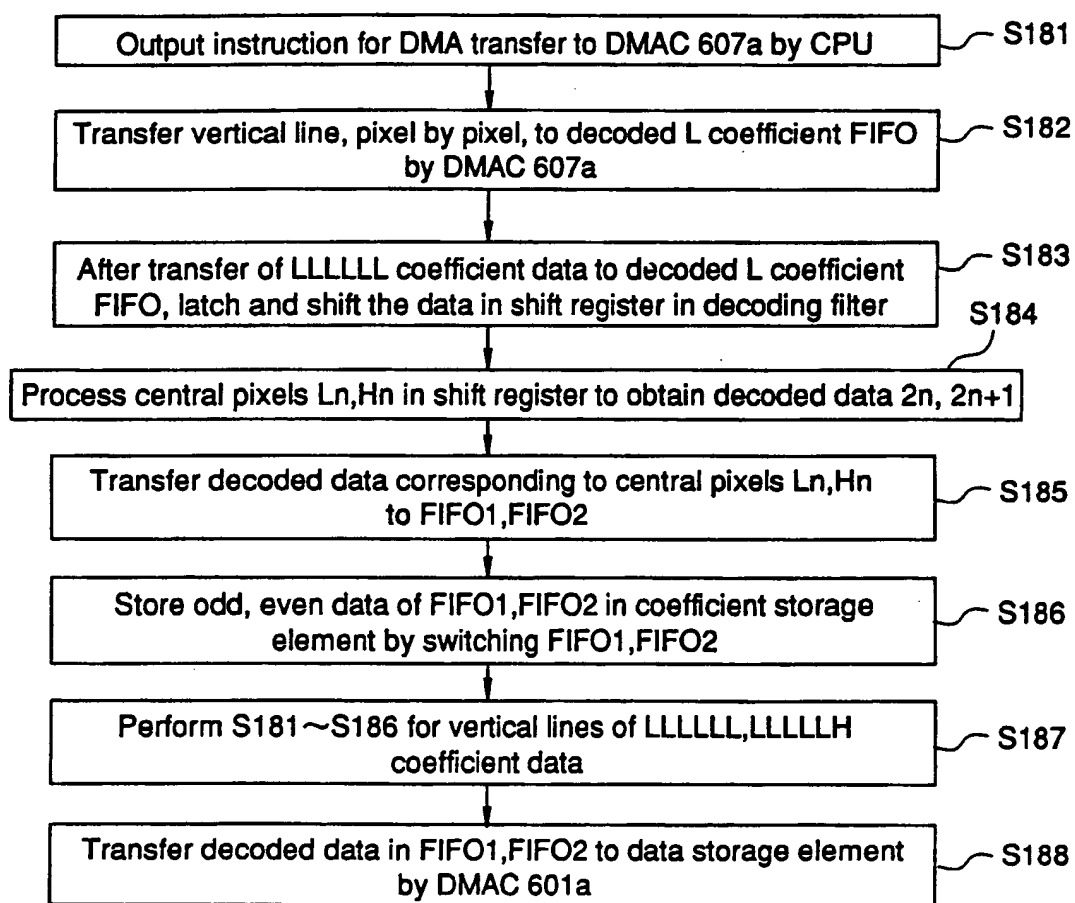 Output instruction for DMA transfer to DMAC 607a by CPU
S181
Transfer vertical line, pixel by pixel, to decoded L coefficient FIFO
by DMAC 607a
S182
After transfer of LLLLLL coefficient data to decoded L coefficient
FIFO, latch and shift the data in shift register in decoding filter
S183
S184
Process central pixels Ln,Hn in shift register to obtain decoded data 2n, 2n+1
Transfer decoded data corresponding to central pixels Ln,Hn
to FIFO1,FIFO2
S185
Store odd, even data of FIFO1,FIFO2 in coefficient storage
element by switching FIFO1,FIFO2
S186
Perform S181~S186 for vertical lines of LLLLLL,LLLLLH
coefficient data
S187
Transfer decoded data in FIFO1,FIFO2 to data storage element
by DMAC 601a
S188